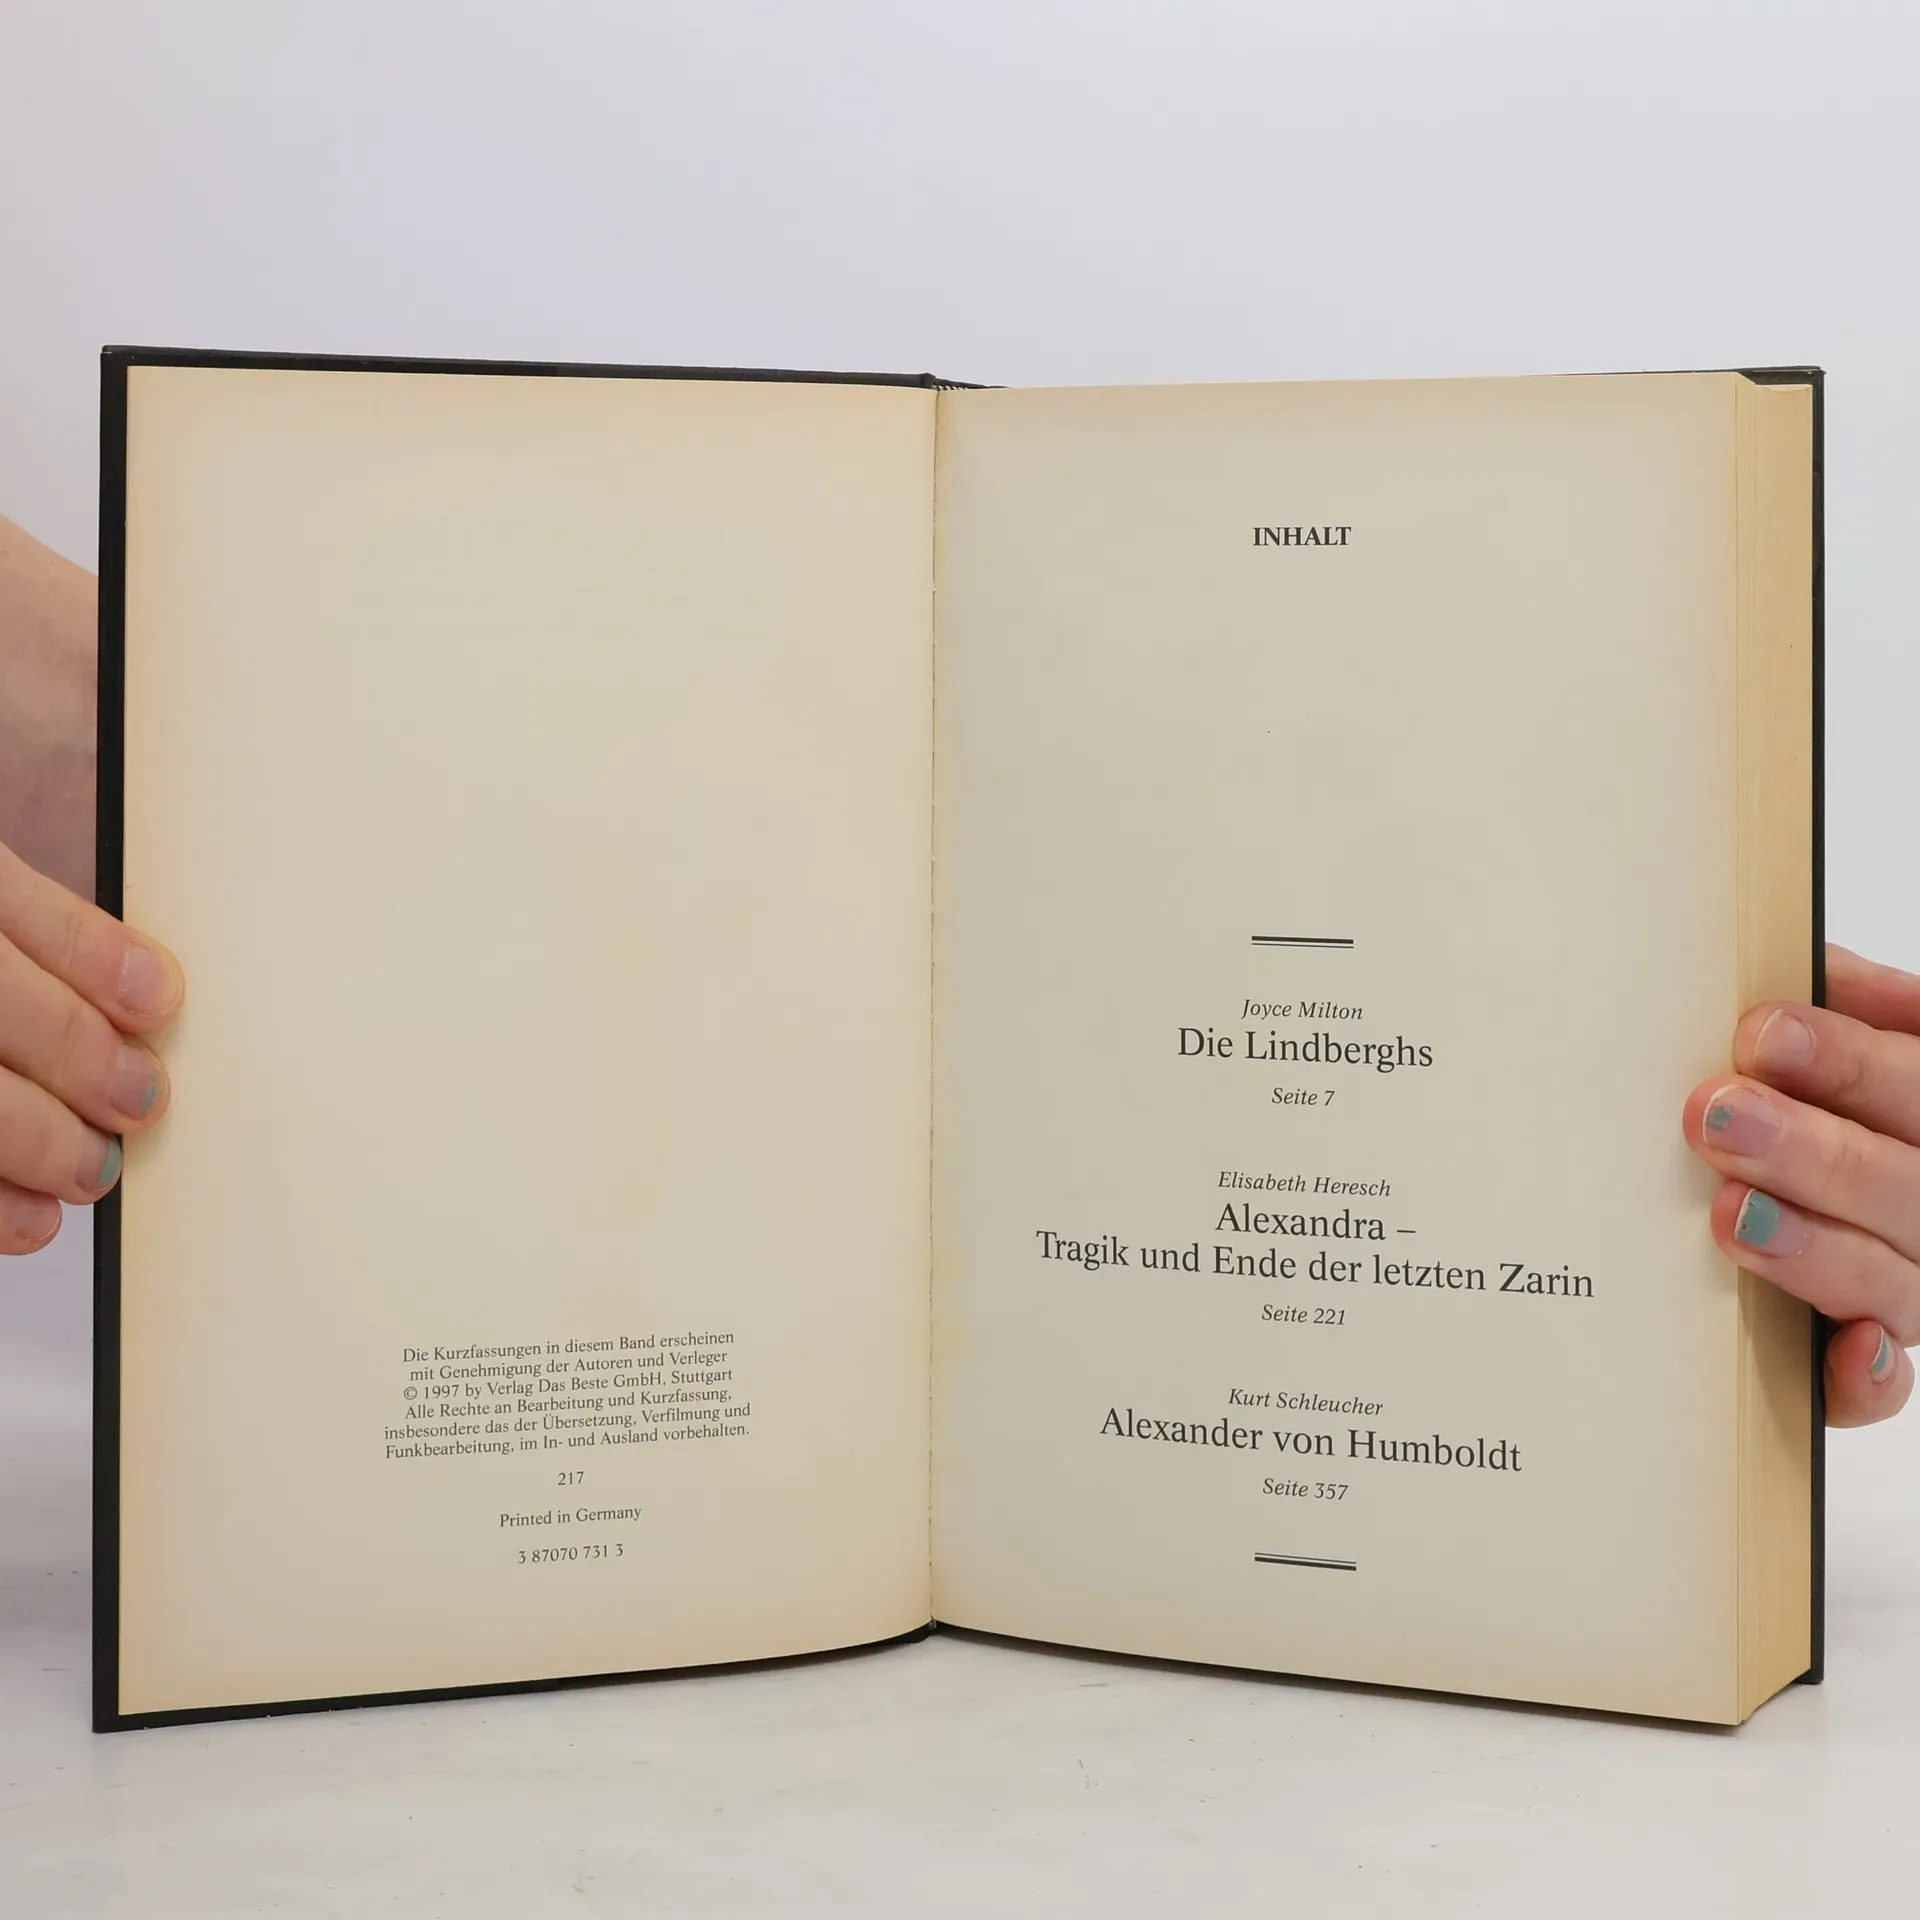 Die Kurzfassungen in diesem Band erscheinen
mit Genehmigung der Autoren und Verleger
© 1997 by Verlag Das Beste GmbH, Stuttgart
Alle Rechte an Bearbeitung und Kurzfassung,
insbesondere das der Übersetzung, Verfilmung und
Funkbearbeitung, im In- und Ausland vorbehalten.
217
Printed in Germany
3 87070 731 3
INHALT
Joyce Milton
Die Lindberghs
Seite 7
Elisabeth Heresch
Alexandra –
Tragik und Ende der letzten Zarin
Seite 221
Kurt Schleucher
Alexander von Humboldt
Seite 357